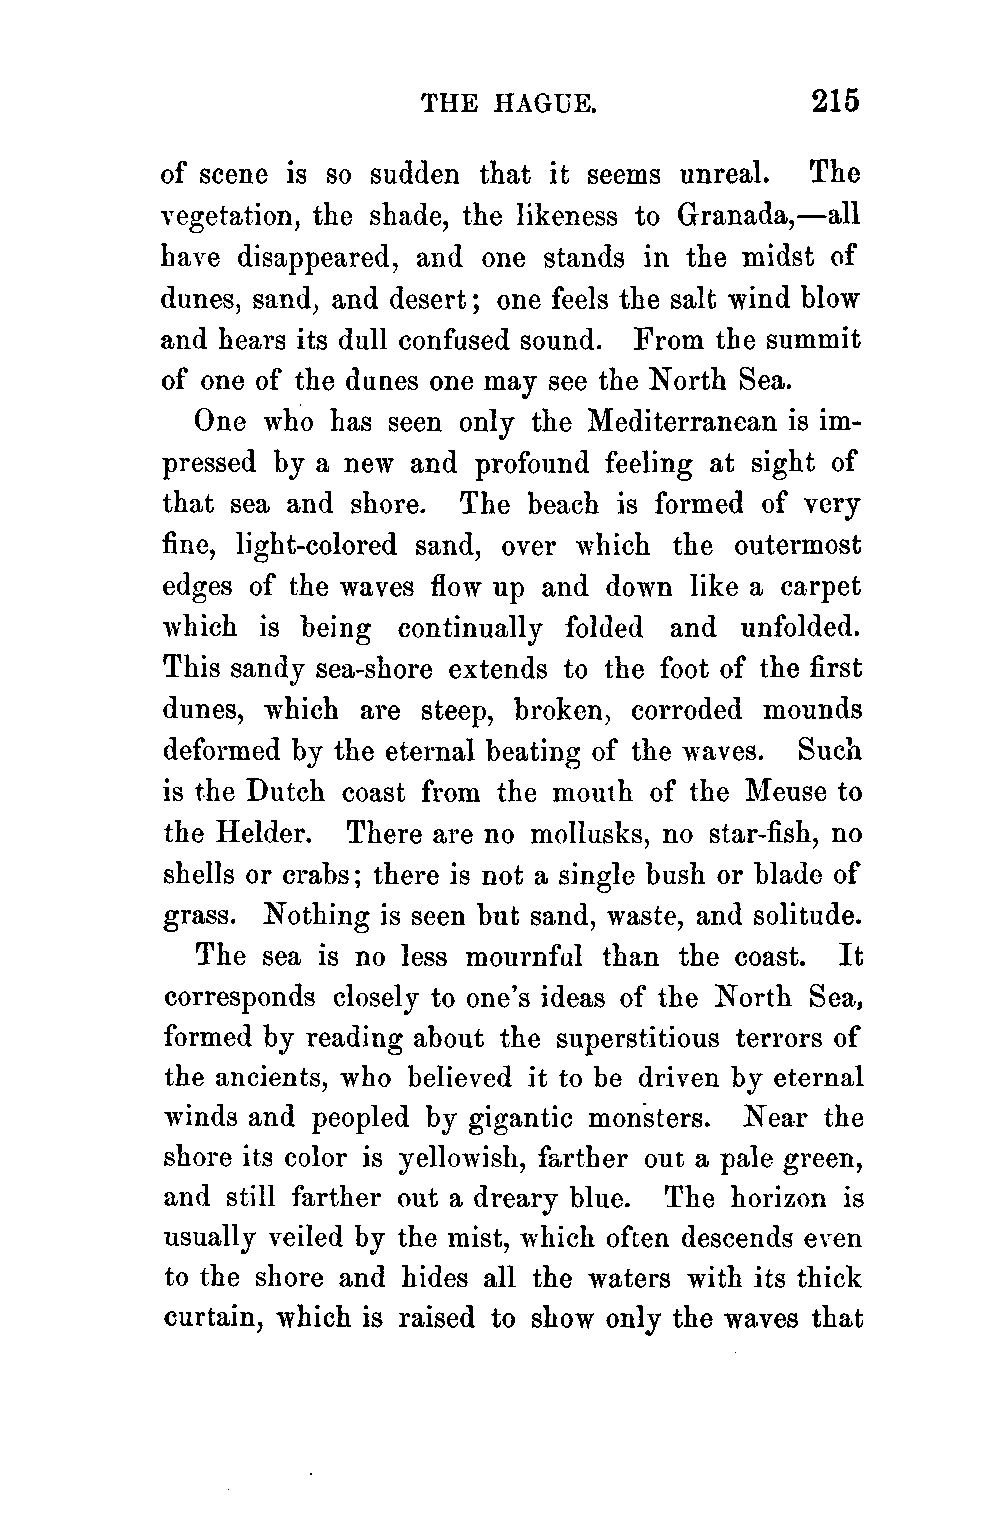 THE HAGUE. 215
of scene is so sudden that it seems unreal. The
vegetation, the shade, the likeness to Granada,—all
have disappeared, and one stands in the midst of
dunes, sand, and desert; one feels the salt wind blow
and hears its dull confused sound. From the summit
of one of the dunes one may see the North Sea.
One who has seen only the Mediterranean is im-
pressed by a new and profound feeling at sight of
that sea and shore. The beach is formed of very
fine, light-colored sand, over which the outermost
edges of the waves flow up and down like a carpet
which is being continually folded and unfolded.
This sandy sea-shore extends to the foot of the first
dunes, which are steep, broken, corroded mounds
deformed by the eternal beating of the waves. Such
is the Dutch coast from the mouth of the Meuse to
the Helder. There are no mollusks, no star-fish, no
shells or crabs; there is not a single bush or blade of
grass. Nothing is seen but sand, waste, and solitude.
The sea is no less mournful than the coast. It
corresponds closely to one's ideas of the North Sea,
formed by reading about the superstitious terrors of
the ancients, who believed it to be driven by eternal
winds and peopled by gigantic monsters. Near the
shore its color is yellowish, farther out a pale green,
and still farther out a dreary blue. The horizon is
usually veiled by the mist, which often descends even
to the shore and hides all the waters with its thick
curtain, which is raised to show only the waves that